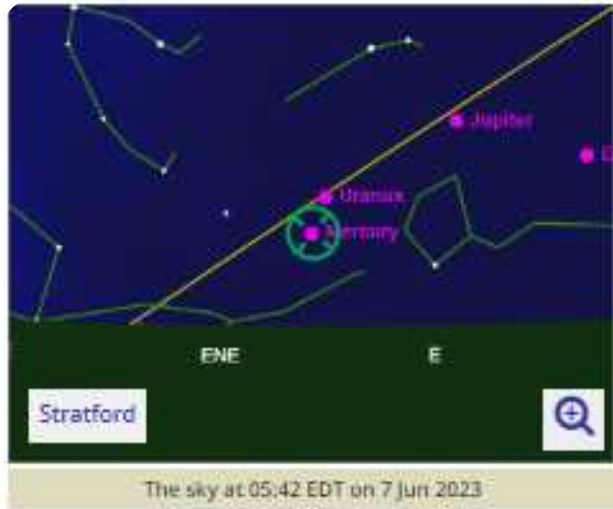 Jupiter
Uranus
Mercury
ENE E
Stratford
The sky at 05:42 EDT on 7 Jun 2023